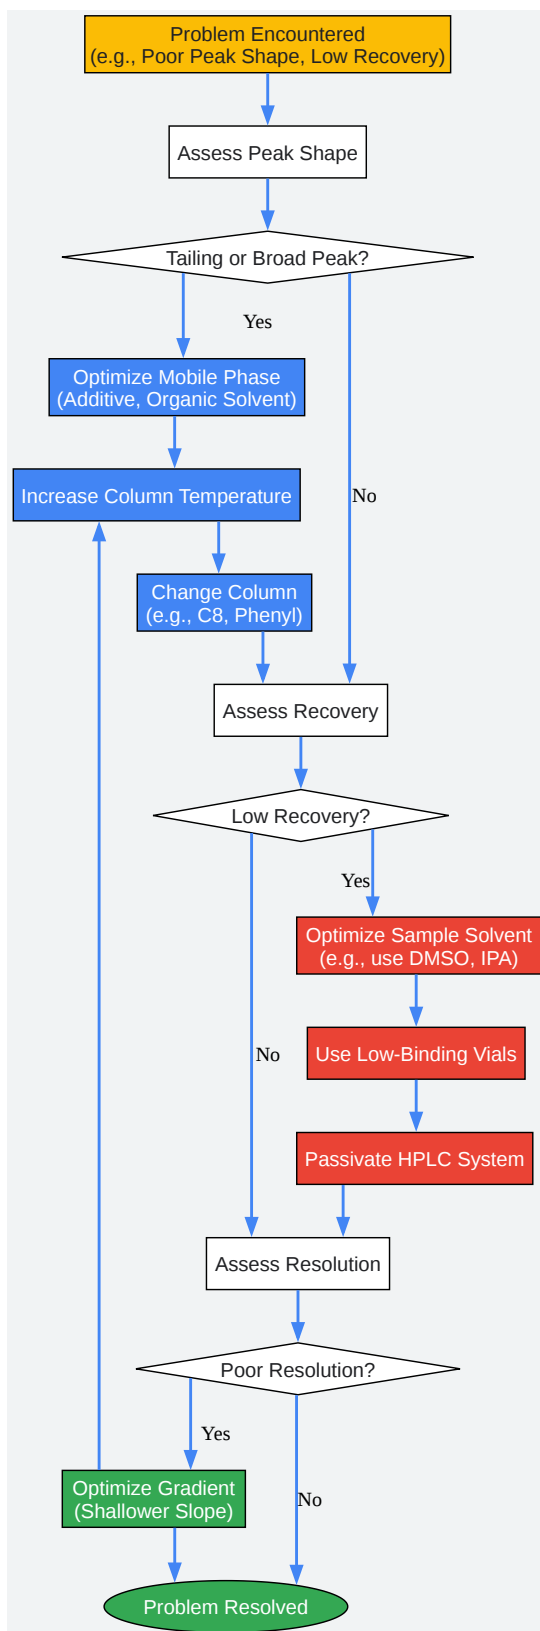 Problem Encountered
(e.g., Poor Peak Shape, Low Recovery)
Assess Peak Shape
Tailing or Broad Peak?
Yes
Optimize Mobile Phase
(Additive, Organic Solvent)
Increase Column Temperature
No
Change Column
(e.g., C8, Phenyl)
Assess Recovery
Low Recovery?
Yes
Optimize Sample Solvent
(e.g., use DMSO, IPA)
No
Use Low-Binding Vials
Passivate HPLC System
Assess Resolution
Poor Resolution?
Yes
Optimize Gradient
(Shallower Slope)
No
Problem Resolved